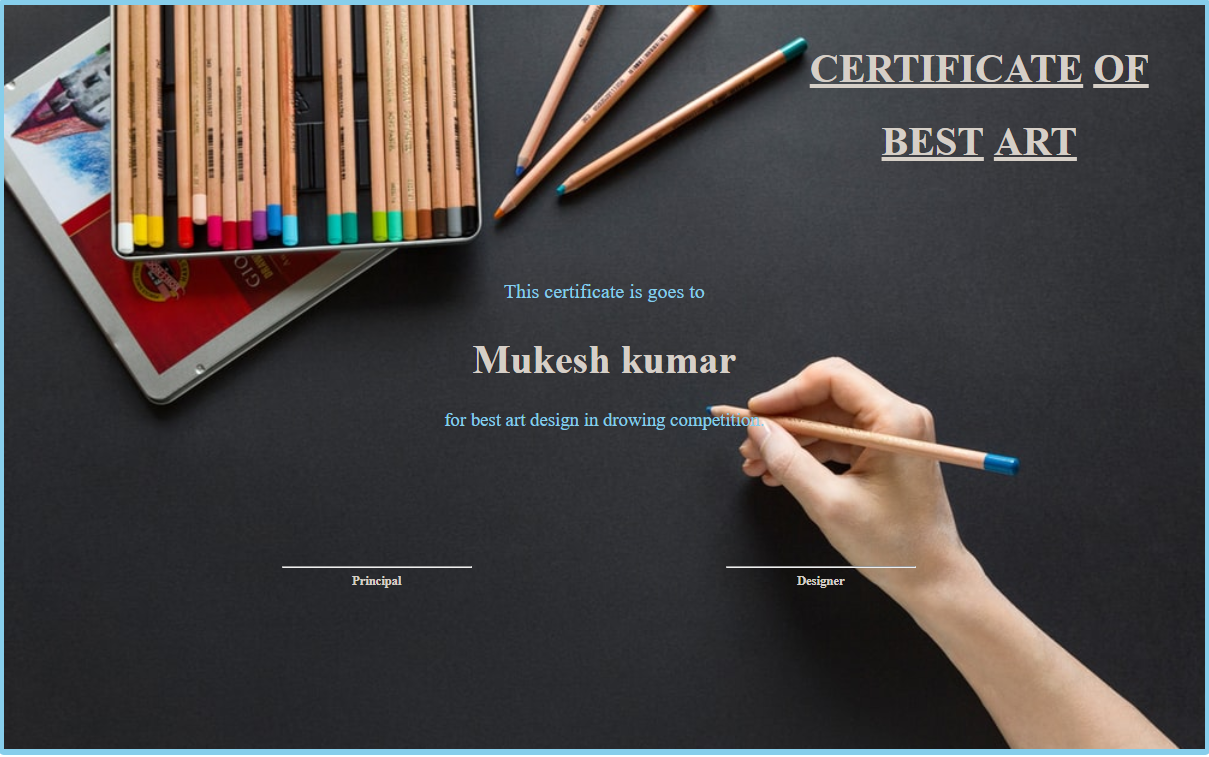 CERTIFICATE OF
BEST ART
This certificate is goes to
Mukesh kumar
for best art design in drowing competition.
Principal
Designer